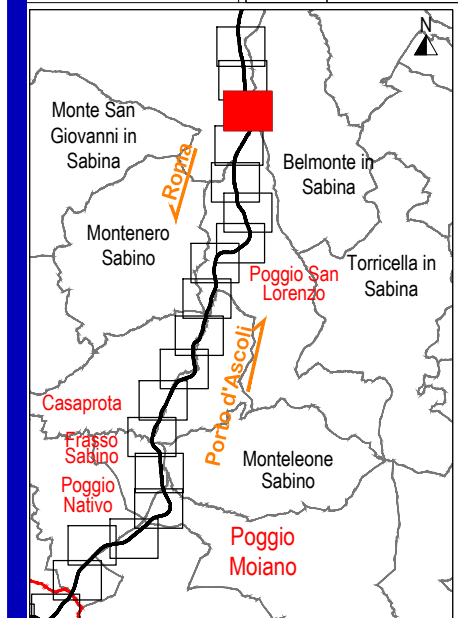 N
Monte San
Giovanni in
Sabina
Roma
Belmonte in
Sabina
Montenero
Sabino
Poggio San
Lorenzo
Torricella in
Sabina
Porto d'Ascoli
Casaprota
Frasso
Sabino
Poggio
Nativo
Monteleone
Sabino
Poggio
Moiano